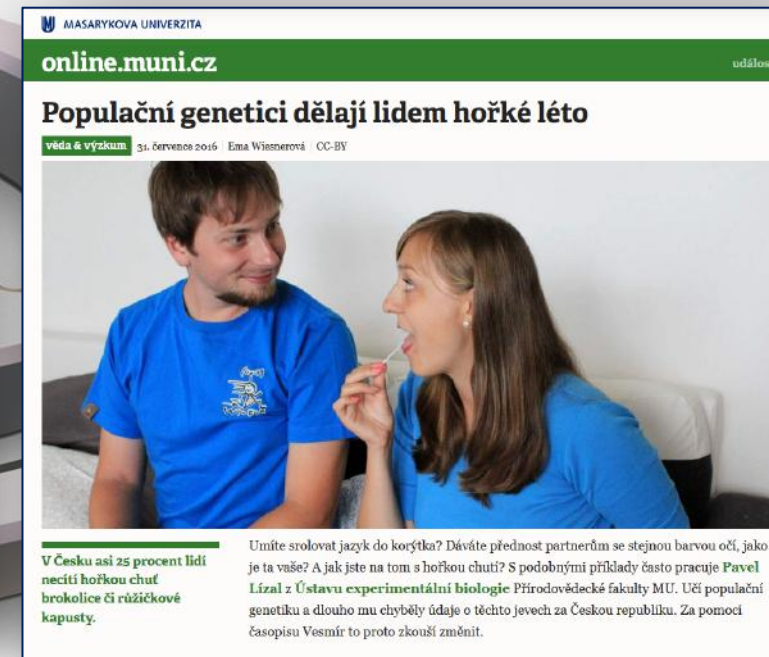 MASARYKOVA UNIVERZITA
online.muni.cz
Populační genetici dělají lidem hořké léto
věda & výzkum 31. července 2016 Ema Wiesnerová CC-BY
V Česku asi 25 procent lidí
necítí hořkou chuť
brokolice či růžičkové
kapusty.
Umíte srolovat jazyk do korýtka? Dáváte přednost partnerům se stejnou barvou očí, jako
je ta vaše? A jak jste na tom s hořkou chutí? S podobnými příklady často pracuje Pavel
Lízal z Ústavu experimentální biologie Přírodovědecké fakulty MU. Učí populační
genetiku a dlouho mu chyběly údaje o těchto jevech za Českou republiku. Za pomoci
časopisu Vesmír to proto zkouší změnit.